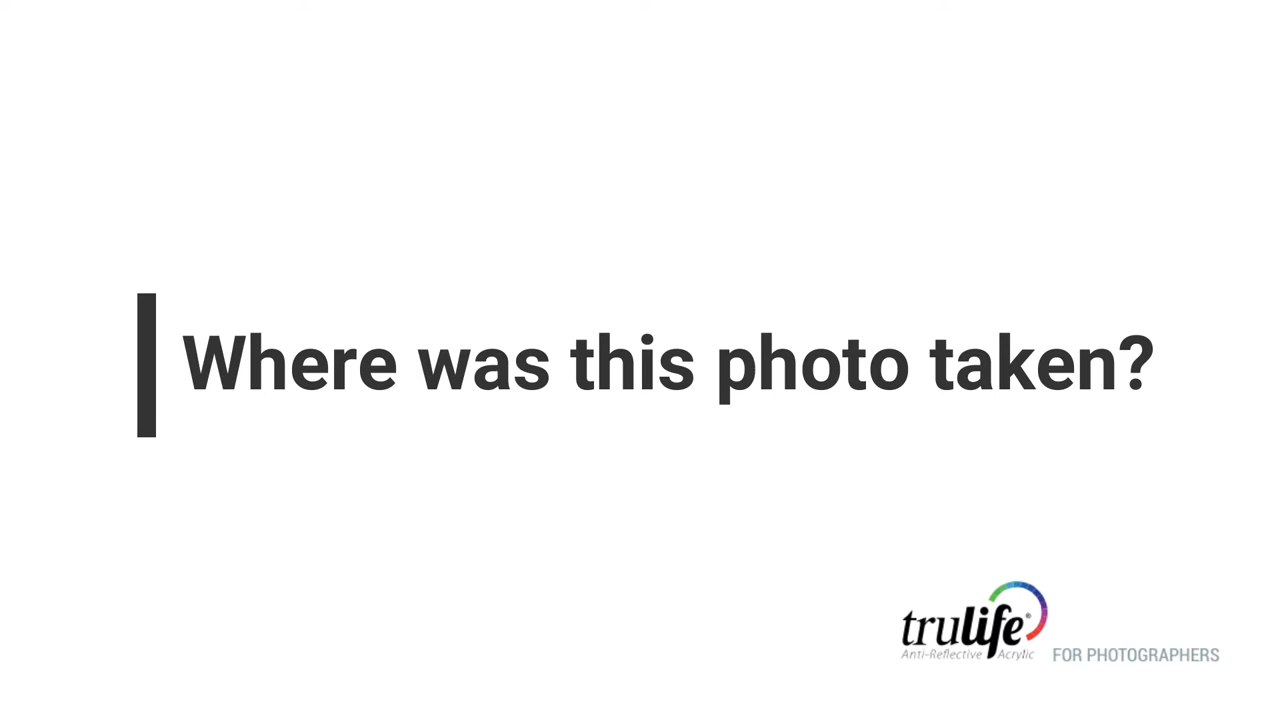 Where was this photo taken?
trulife®
Anti-Reflective Acrylic
FOR PHOTOGRAPHERS